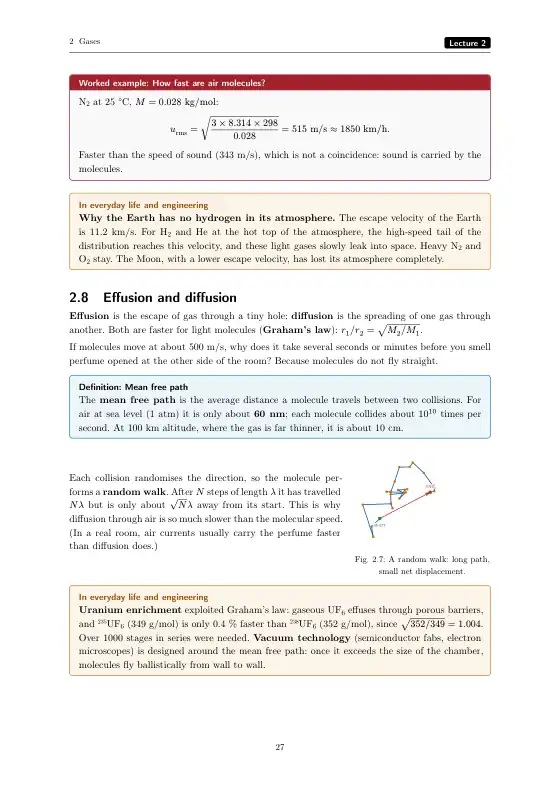 2 Gases
Lecture 2
Worked example: How fast are air molecules?
N₂ at 25 °C, M = 0.028 kg/mol:
u_rms = √(3 × 8.314 × 298 / 0.028) = 515 m/s ≈ 1850 km/h.
Faster than the speed of sound (343 m/s), which is not a coincidence: sound is carried by the
molecules.
In everyday life and engineering
Why the Earth has no hydrogen in its atmosphere. The escape velocity of the Earth
is 11.2 km/s. For H₂ and He at the hot top of the atmosphere, the high-speed tail of the
distribution reaches this velocity, and these light gases slowly leak into space. Heavy N₂ and
O₂ stay. The Moon, with a lower escape velocity, has lost its atmosphere completely.
2.8 Effusion and diffusion
Effusion is the escape of gas through a tiny hole; diffusion is the spreading of one gas through
another. Both are faster for light molecules (Graham's law): r₁/r₂ = √(M₂/M₁).
If molecules move at about 500 m/s, why does it take several seconds or minutes before you smell
perfume opened at the other side of the room? Because molecules do not fly straight.
Definition: Mean free path
The mean free path is the average distance a molecule travels between two collisions. For
air at sea level (1 atm) it is only about 60 nm; each molecule collides about 10¹⁰ times per
second. At 100 km altitude, where the gas is far thinner, it is about 10 cm.
Each collision randomises the direction, so the molecule per-
forms a random walk. After N steps of length λ it has travelled
Nλ but is only about √Nλ away from its start. This is why
diffusion through air is so much slower than the molecular speed.
(In a real room, air currents usually carry the perfume faster
than diffusion does.)
start
Fig. 2.7: A random walk: long path,
small net displacement.
In everyday life and engineering
Uranium enrichment exploited Graham's law: gaseous UF₆ effuses through porous barriers,
and ²³⁵UF₆ (349 g/mol) is only 0.4 % faster than ²³⁸UF₆ (352 g/mol), since √(352/349) = 1.004.
Over 1000 stages in series were needed. Vacuum technology (semiconductor fabs, electron
microscopes) is designed around the mean free path: once it exceeds the size of the chamber,
molecules fly ballistically from wall to wall.
27